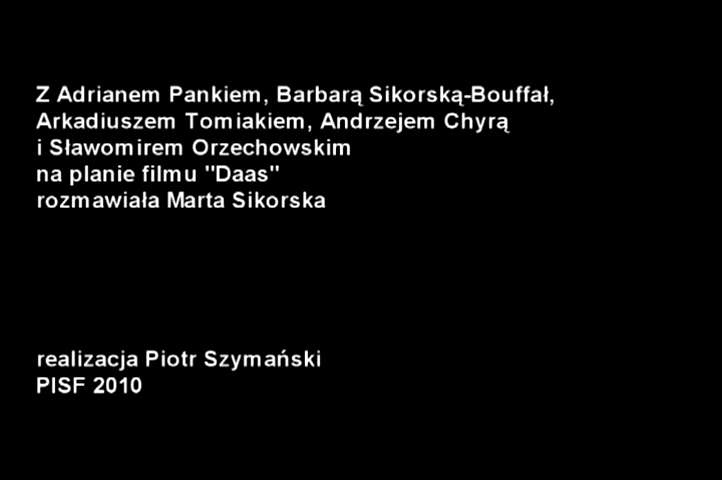 Z Adrianem Pankiem, Barbarą Sikorską-Bouffał,
Arkadiuszem Tomiakiem, Andrzejem Chyrą
i Sławomirem Orzechowskim
na planie filmu "Daas"
rozmawiała Marta Sikorska
realizacja Piotr Szymański
PISF 2010